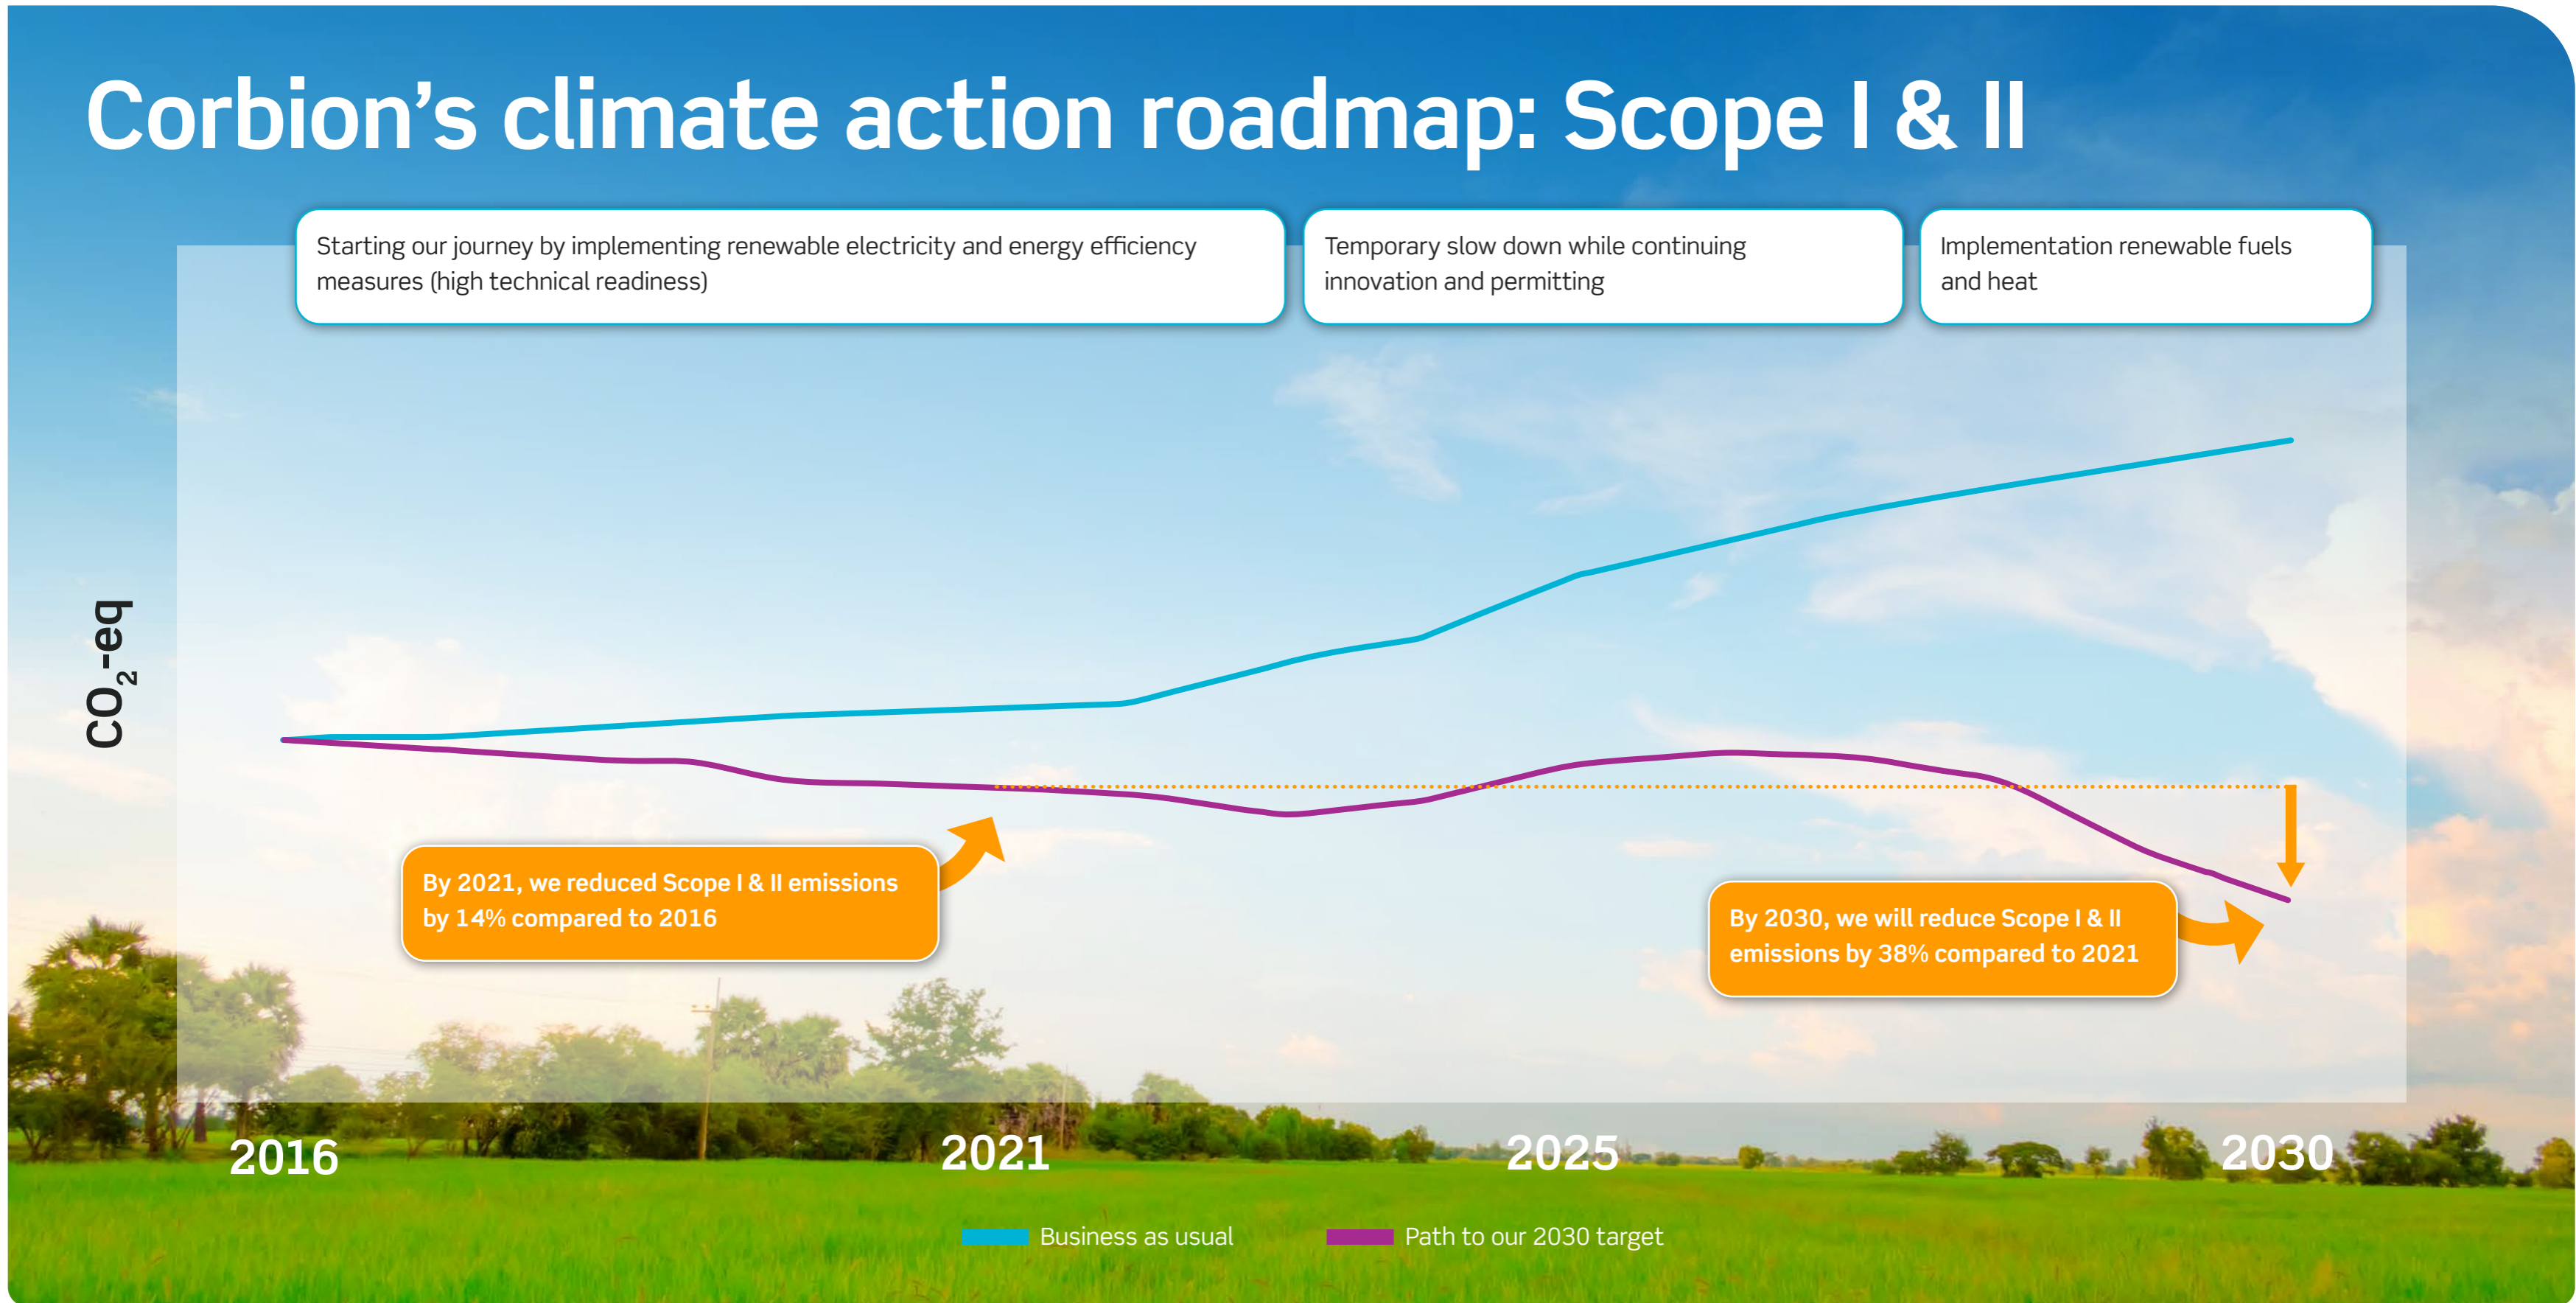 Corbion’s climate action roadmap: Scope I & II
Starting our journey by implementing renewable electricity and energy efficiency
measures (high technical readiness)
Temporary slow down while continuing
innovation and permitting
Implementation renewable fuels
and heat
CO₂-eq
By 2021, we reduced Scope I & II emissions
by 14% compared to 2016
By 2030, we will reduce Scope I & II
emissions by 38% compared to 2021
2016
2021
2025
2030
Business as usual
Path to our 2030 target